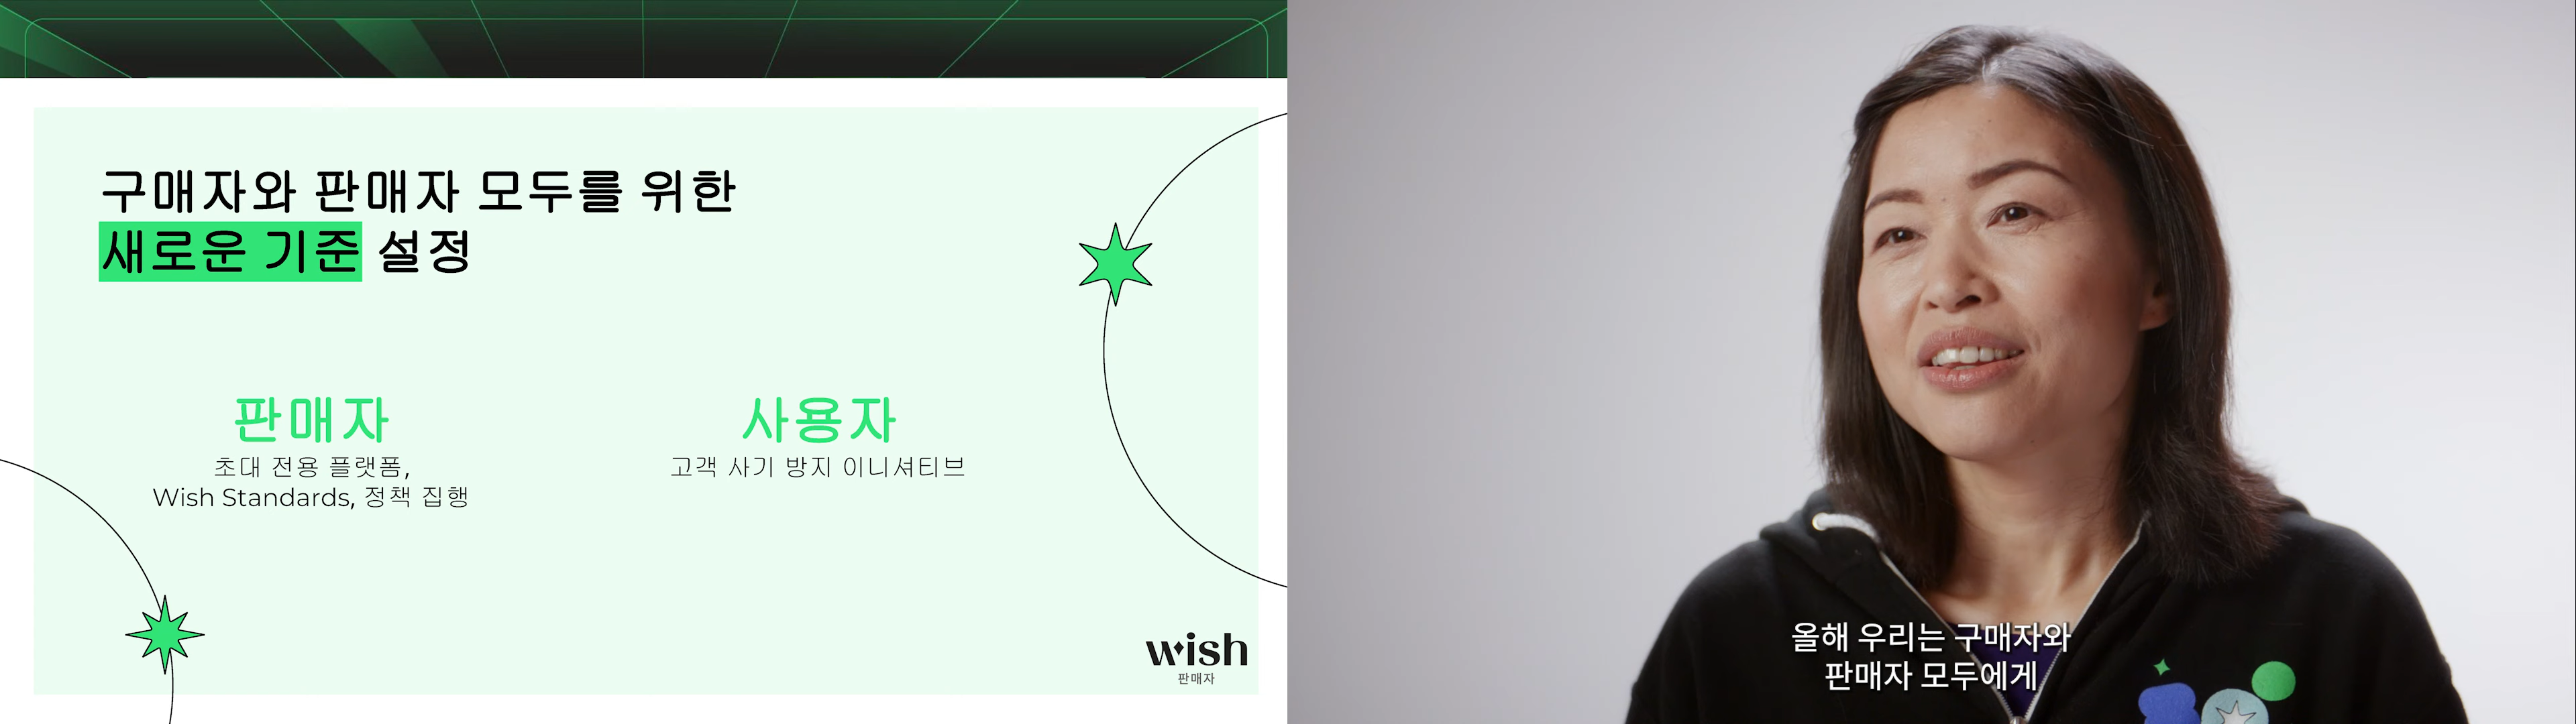 구매자와 판매자 모두를 위한
새로운 기준 설정
판매자
초대 전용 플랫폼,
Wish Standards, 정책 집행
사용자
고객 사기 방지 이니셔티브
wish
판매자
올해 우리는 구매자와
판매자 모두에게